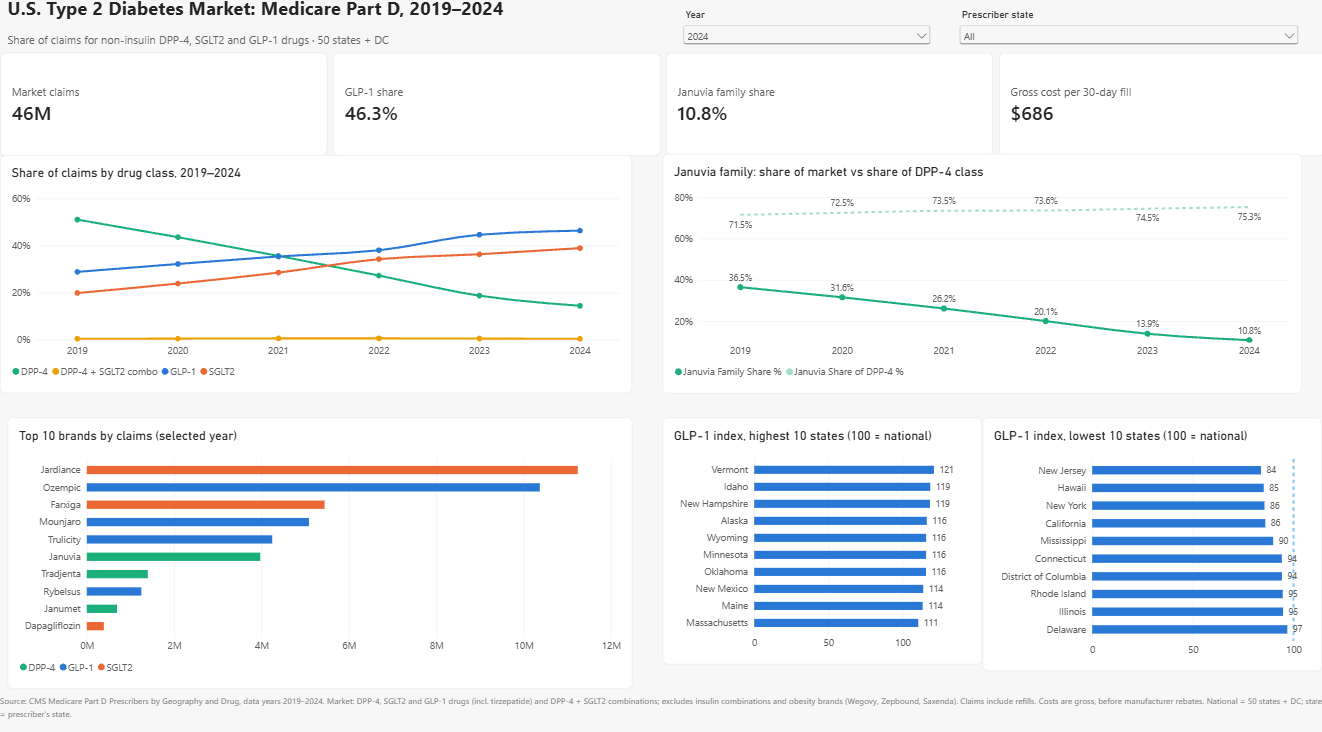 U.S. Type 2 Diabetes Market: Medicare Part D, 2019–2024
Share of claims for non-insulin DPP-4, SGLT2 and GLP-1 drugs · 50 states + DC
Year
2024
Prescriber state
All
Market claims
46M
GLP-1 share
46.3%
Januvia family share
10.8%
Gross cost per 30-day fill
$686
Share of claims by drug class, 2019–2024
60%
40%
20%
0%
2019 2020 2021 2022 2023 2024
DPP-4 DPP-4 + SGLT2 combo GLP-1 SGLT2
Januvia family: share of market vs share of DPP-4 class
80%
60%
40%
20%
71.5% 72.5% 73.5% 73.6% 74.5% 75.3%
36.5% 31.6% 26.2% 20.1% 13.9% 10.8%
2019 2020 2021 2022 2023 2024
Januvia Family Share % Januvia Share of DPP-4 %
Top 10 brands by claims (selected year)
Jardiance
Ozempic
Farxiga
Mounjaro
Trulicity
Januvia
Tradjenta
Rybelsus
Janumet
Dapagliflozin
0M 2M 4M 6M 8M 10M 12M
DPP-4 GLP-1 SGLT2
GLP-1 index, highest 10 states (100 = national)
Vermont 121
Idaho 119
New Hampshire 119
Alaska 116
Wyoming 116
Minnesota 116
Oklahoma 116
New Mexico 114
Maine 114
Massachusetts 111
0 50 100
GLP-1 index, lowest 10 states (100 = national)
New Jersey 84
Hawaii 85
New York 86
California 86
Mississippi 90
Connecticut 94
District of Columbia 94
Rhode Island 95
Illinois 95
Delaware 97
0 50 100
Source: CMS Medicare Part D Prescribers by Geography and Drug, data years 2019–2024. Market: DPP-4, SGLT2 and GLP-1 drugs (incl. tirzepatide) and DPP-4 + SGLT2 combinations; excludes insulin combinations and obesity brands (Wegovy, Zepbound, Saxenda). Claims include refills. Costs are gross, before manufacturer rebates. National = 50 states + DC; state
= prescriber's state.